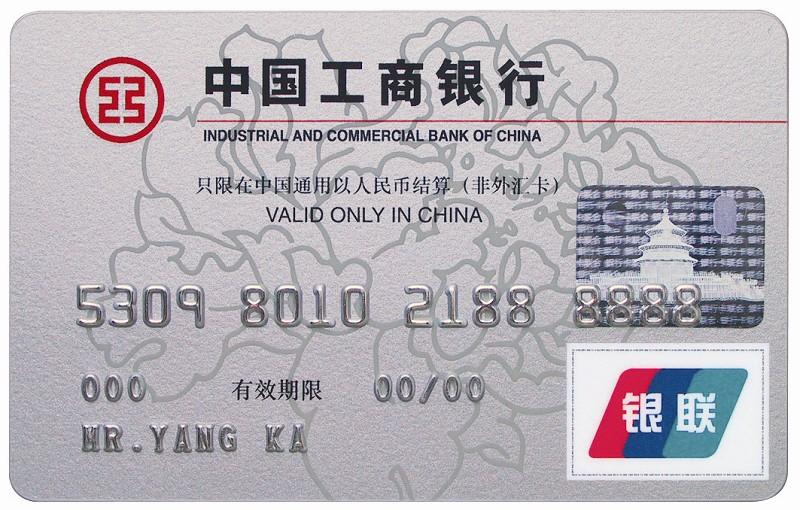 中国工商银行
INDUSTRIAL AND COMMERCIAL BANK OF CHINA
只限在中国通用以人民币结算（非外汇卡）
VALID ONLY IN CHINA
5309 8010 2188 8888
000 有效期限 00/00
MR.YANG KA
银联